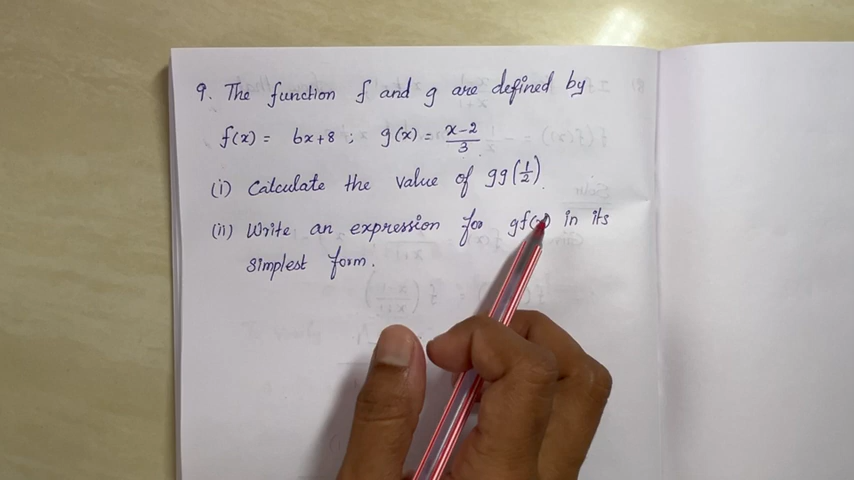 9. The function f and g are defined by
f(x) = 6x+8 ; g(x) = x-2/3
(i) Calculate the value of gg(1/2).
(ii) Write an expression for gf(x) in its
simplest form.